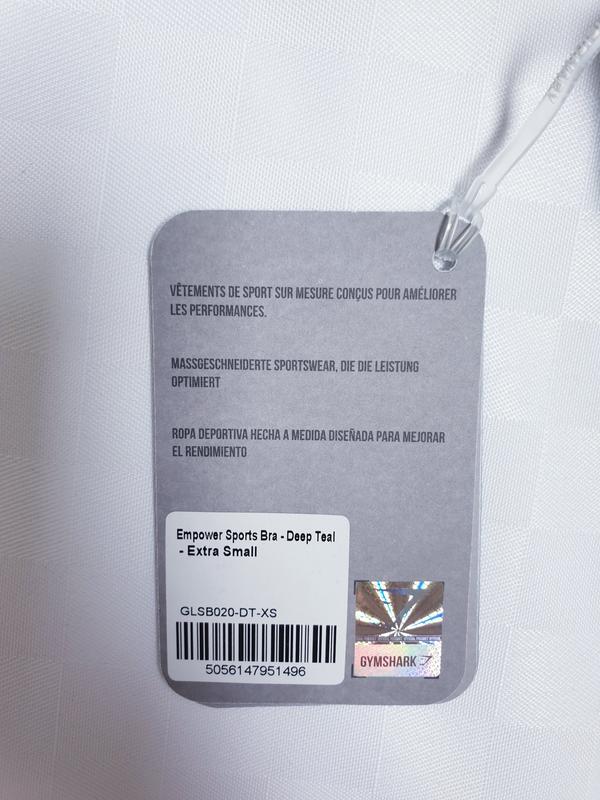 VÊTEMENTS DE SPORT SUR MESURE CONÇUS POUR AMÉLIORER
LES PERFORMANCES.
MASSGESCHNEIDERTE SPORTSWEAR, DIE DIE LEISTUNG
OPTIMIERT
ROPA DEPORTIVA HECHA A MEDIDA DISEÑADA PARA MEJORAR
EL RENDIMIENTO
Empower Sports Bra - Deep Teal
- Extra Small
GLSB020-DT-XS
5056147951496
GYMSHARK